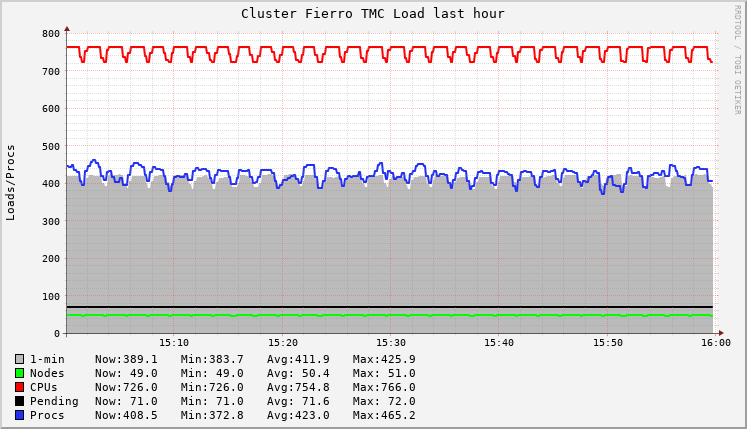 Cluster Fierro TMC Load last hour
RRDTOOL / TOBI OETIKER
Loads/Procs
800
700
600
500
400
300
200
100
0
15:10 15:20 15:30 15:40 15:50 16:00
1-min Now:389.1 Min:383.7 Avg:411.9 Max:425.9
Nodes Now: 49.0 Min: 49.0 Avg: 50.4 Max: 51.0
CPUs Now:726.0 Min:726.0 Avg:754.8 Max:766.0
Pending Now: 71.0 Min: 71.0 Avg: 71.6 Max: 72.0
Procs Now:408.5 Min:372.8 Avg:423.0 Max:465.2